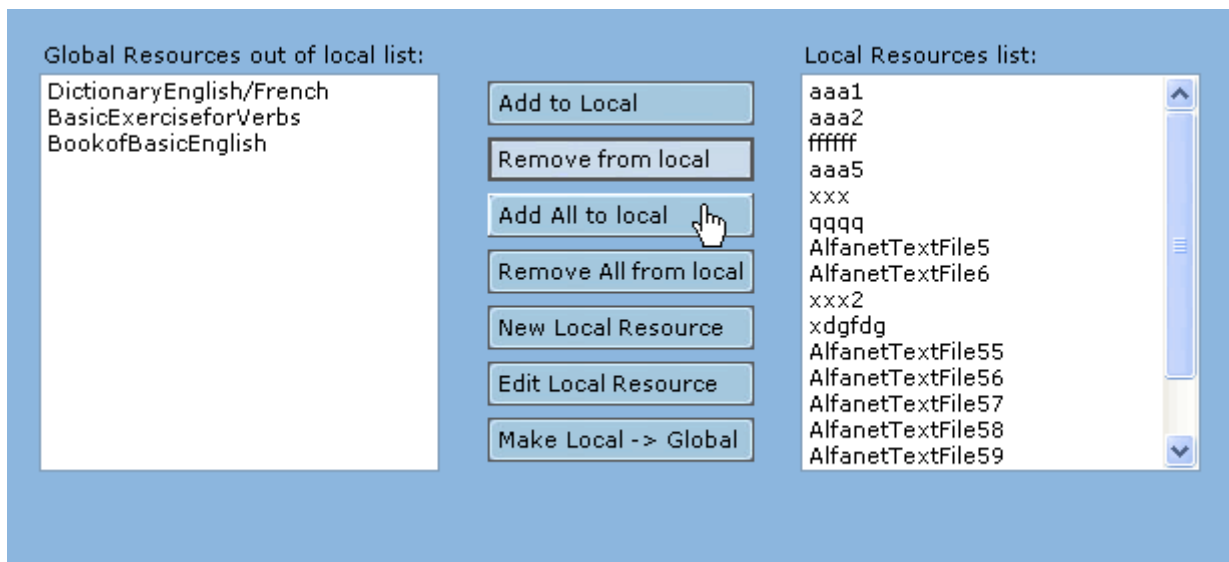 Global Resources out of local list:
DictionaryEnglish/French
BasicExerciseforVerbs
BookofBasicEnglish
Add to Local
Remove from local
Add All to local
Remove All from local
New Local Resource
Edit Local Resource
Make Local -> Global
Local Resources list:
aaa1
aaa2
ffffff
aaa5
xxx
qqqq
AlfanetTextFile5
AlfanetTextFile6
xxx2
xdgfdg
AlfanetTextFile55
AlfanetTextFile56
AlfanetTextFile57
AlfanetTextFile58
AlfanetTextFile59